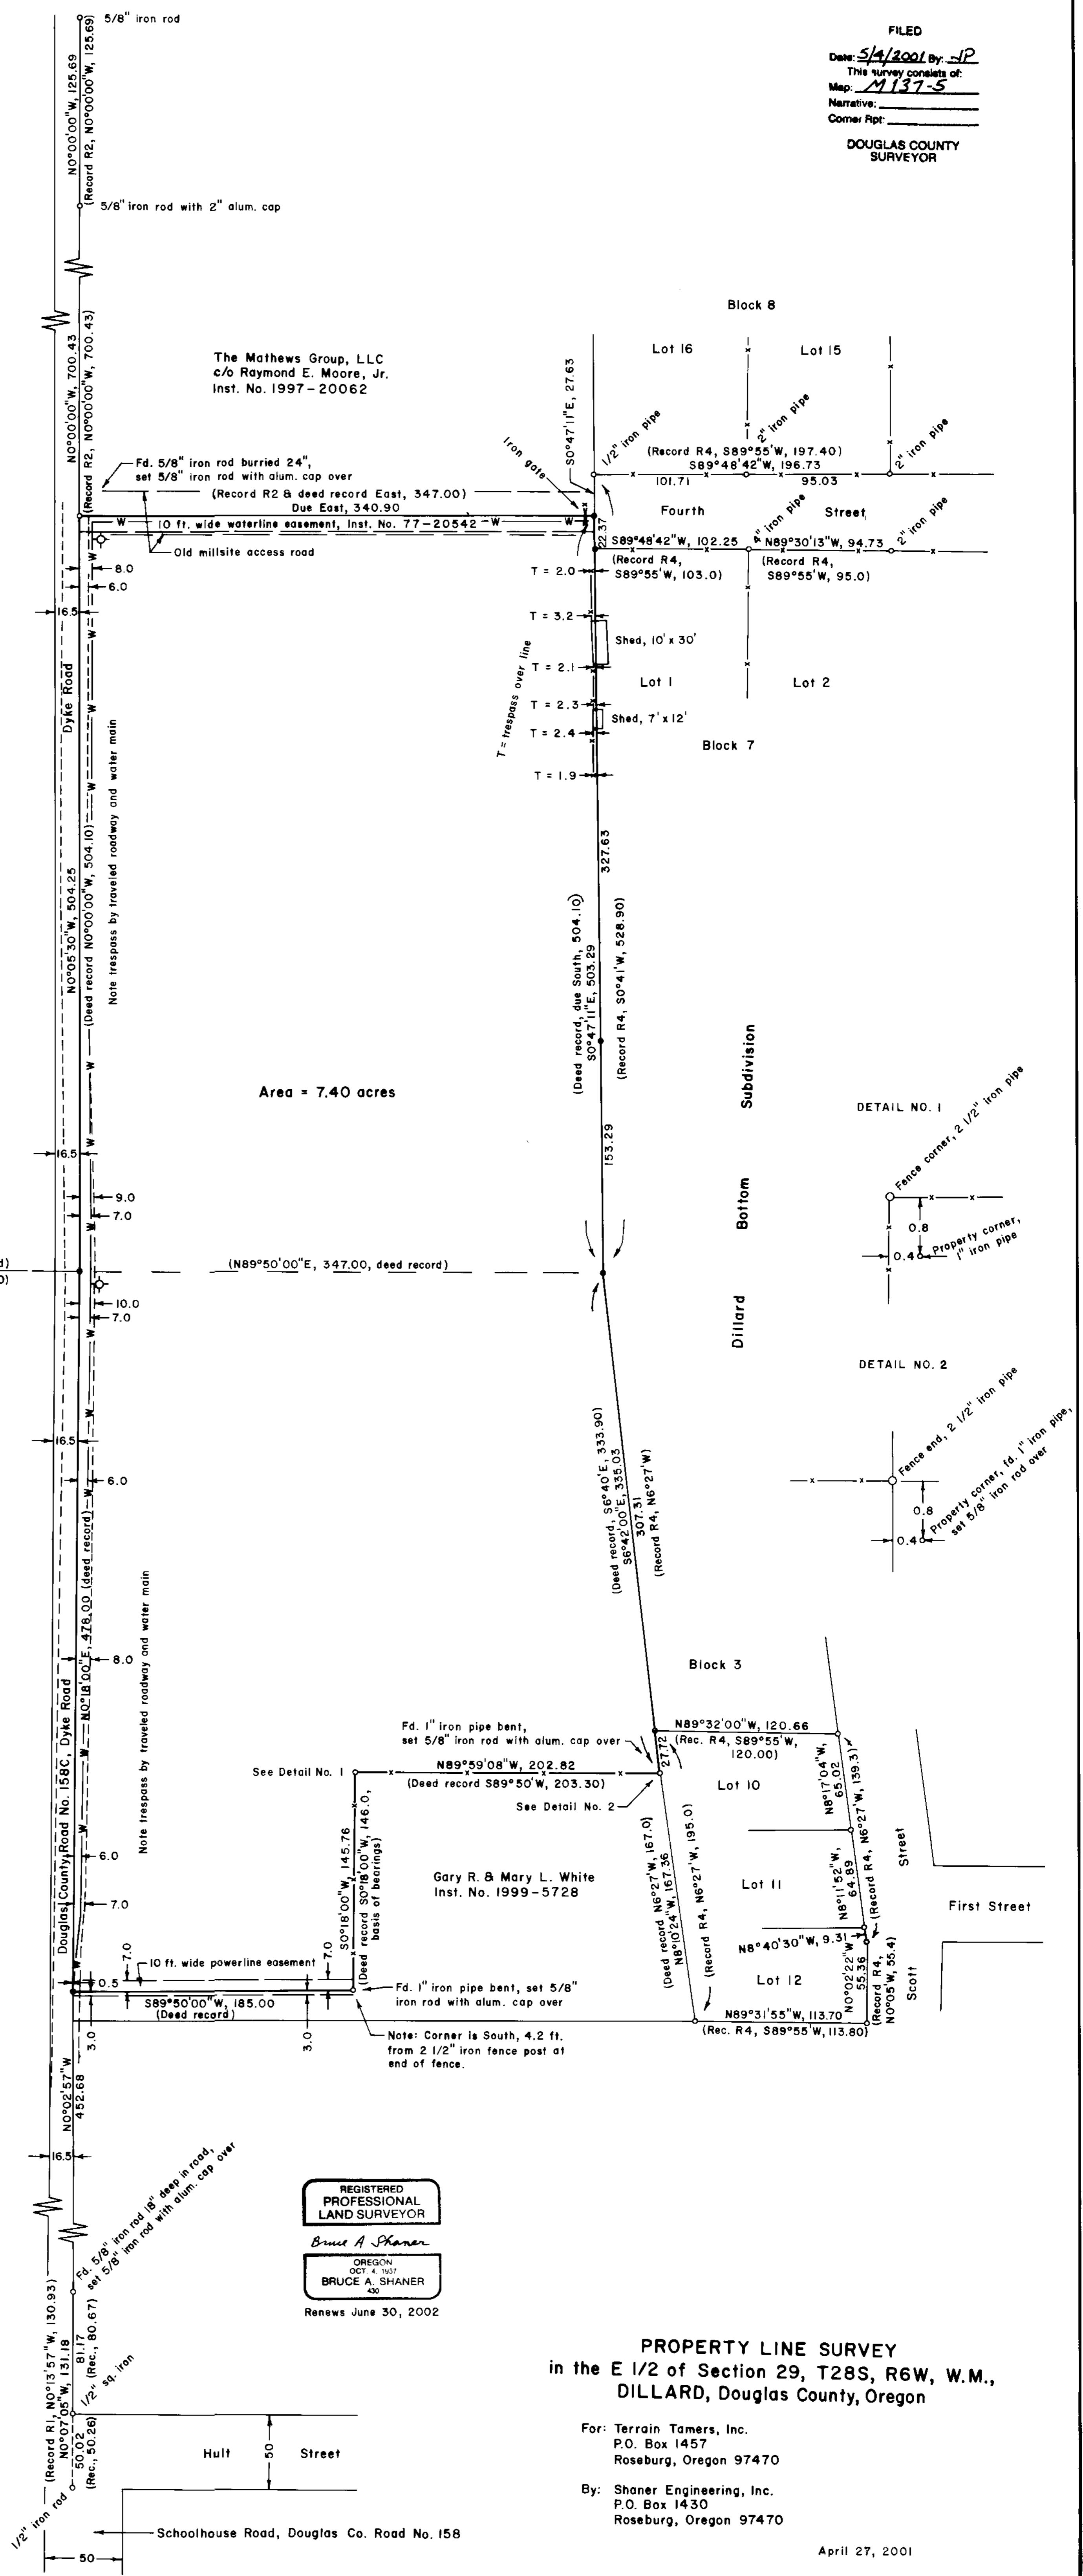 5/8" iron rod
N0°00'00"W, 125.69
(Record R2, N0°00'00"W, 125.69)
5/8" iron rod with 2" alum. cap
FILED
Date: 5/4/2001 By: JP
This survey consists of:
Map: M137-5
Narrative:
Corner Rpt:
DOUGLAS COUNTY
SURVEYOR
N0°00'00"W, 700.43
(Record R2, N0°00'00"W, 700.43)
The Mathews Group, LLC
c/o Raymond E. Moore, Jr.
Inst. No. 1997-20062
Block 8
Lot 16
Lot 15
S0°47'11"E, 27.63
1/2" iron pipe
2" iron pipe
2" iron pipe
(Record R4, S89°55'W, 197.40)
S89°48'42"W, 196.73
101.71
95.03
Fd. 5/8" iron rod burried 24",
set 5/8" iron rod with alum. cap over
Iron gate
(Record R2 & deed record East, 347.00)
Due East, 340.90
W 10 ft. wide waterline easement, Inst. No. 77-20542 W W
Old millsite access road
Fourth
Street
4" iron pipe
2" iron pipe
22.37
S89°48'42"W, 102.25
N89°30'13"W, 94.73
(Record R4,
S89°55'W, 103.0)
(Record R4,
S89°55'W, 95.0)
8.0
6.0
16.5
T = 2.0
T = 3.2
Shed, 10' x 30'
T = 2.1
Lot 1
Lot 2
T = 2.3
Shed, 7' x 12'
T = 2.4
Block 7
T = 1.9
T = trespass over line
Dyke Road
N0°05'30"W, 504.25
(Deed record N0°00'00"W, 504.10)
Note trespass by traveled roadway and water main
327.63
(Deed record, due South, 504.10)
S0°47'11"E, 503.29
(Record R4, S0°41'W, 528.90)
Area = 7.40 acres
153.29
Dillard Bottom Subdivision
DETAIL NO. 1
Fence corner, 2 1/2" iron pipe
0.8
0.4
Property corner,
1" iron pipe
16.5
9.0
7.0
(N89°50'00"E, 347.00, deed record)
10.0
7.0
DETAIL NO. 2
Fence end, 2 1/2" iron pipe
0.8
0.4
Property corner, fd. 1" iron pipe,
set 5/8" iron rod over
16.5
6.0
(Deed record, S6°40'E, 333.90)
S6°42'00"E, 335.03
307.31
(Record R4, N6°27'W)
N0°18'00"E, 478.00 (deed record)
8.0
Douglas County Road No. 158C, Dyke Road
Note trespass by traveled roadway and water main
Block 3
Fd. 1" iron pipe bent,
set 5/8" iron rod with alum. cap over
N89°32'00"W, 120.66
(Rec. R4, S89°55'W,
120.00)
27.72
See Detail No. 1
N89°59'08"W, 202.82
(Deed record S89°50'W, 203.30)
See Detail No. 2
Lot 10
N8°17'04"W,
65.02
(Record R4, N6°27'W, 139.3)
S0°18'00"W, 145.76
(Deed record S0°18'00"W, 146.0,
basis of bearings)
Gary R. & Mary L. White
Inst. No. 1999-5728
(Deed record N6°27'W, 167.0)
N8°10'24"W, 167.36
(Record R4, N6°27'W, 195.0)
Lot 11
N8°11'52"W,
64.89
Scott Street
First Street
6.0
7.0
N8°40'30"W, 9.31
Lot 12
N0°02'22"W
55.36
(Record R4,
N0°05'W, 55.4)
7.0
10 ft. wide powerline easement
7.0
0.5
S89°50'00"W, 185.00
(Deed record)
Fd. 1" iron pipe bent, set 5/8"
iron rod with alum. cap over
3.0
3.0
N89°31'55"W, 113.70
(Rec. R4, S89°55'W, 113.80)
Note: Corner is South, 4.2 ft.
from 2 1/2" iron fence post at
end of fence.
N0°02'57"W
452.68
16.5
Fd. 5/8" iron rod 18" deep in road,
set 5/8" iron rod with alum. cap over
REGISTERED
PROFESSIONAL
LAND SURVEYOR
Bruce A Shaner
OREGON
OCT. 4, 1957
BRUCE A. SHANER
430
Renews June 30, 2002
(Record R1, N0°13'57"W, 130.93)
N0°07'05"W, 131.18
81.17
(Rec., 80.67)
1/2" sq. iron
50.02
(Rec., 50.26)
1/2" iron rod
Hult Street
50
Schoolhouse Road, Douglas Co. Road No. 158
50
PROPERTY LINE SURVEY
in the E 1/2 of Section 29, T28S, R6W, W.M.,
DILLARD, Douglas County, Oregon
For: Terrain Tamers, Inc.
P.O. Box 1457
Roseburg, Oregon 97470
By: Shaner Engineering, Inc.
P.O. Box 1430
Roseburg, Oregon 97470
April 27, 2001